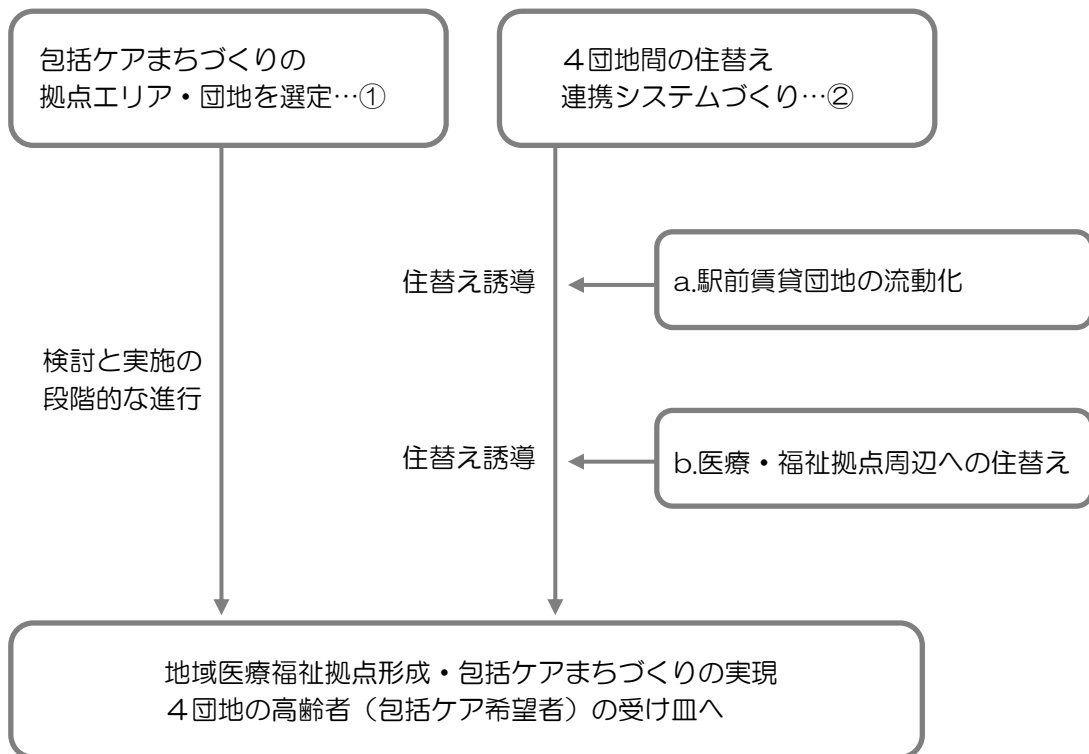 包括ケアまちづくりの
拠点エリア・団地を選定…①
４団地間の住替え
連携システムづくり…②
住替え誘導
a.駅前賃貸団地の流動化
検討と実施の
段階的な進行
住替え誘導
b.医療・福祉拠点周辺への住替え
地域医療福祉拠点形成・包括ケアまちづくりの実現
４団地の高齢者（包括ケア希望者）の受け皿へ